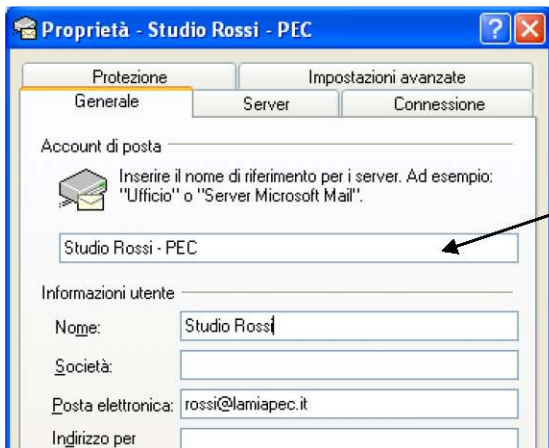 Proprietà - Studio Rossi - PEC
Protezione
Impostazioni avanzate
Generale
Server
Connessione
Account di posta
Inserire il nome di riferimento per i server. Ad esempio:
"Ufficio" o "Server Microsoft Mail".
Studio Rossi - PEC
Informazioni utente
Nome: Studio Rossi
Società:
Posta elettronica: rossi@lamiapec.it
Indirizzo per